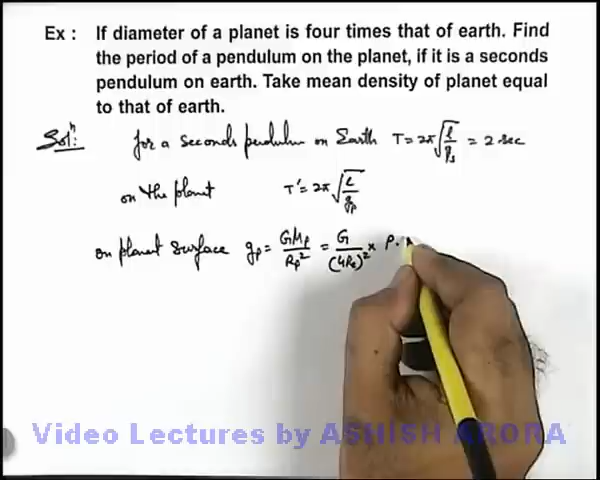 Ex : If diameter of a planet is four times that of earth. Find
the period of a pendulum on the planet, if it is a seconds
pendulum on earth. Take mean density of planet equal
to that of earth.
Solⁿ: for a seconds pendulum on Earth T = 2π√(l/gs) = 2 sec
on the planet T' = 2π√(l/gp)
on planet surface gp = GMp/Rp² = G/(4Re)² × ρ.
Video Lectures by ASHISH ARORA